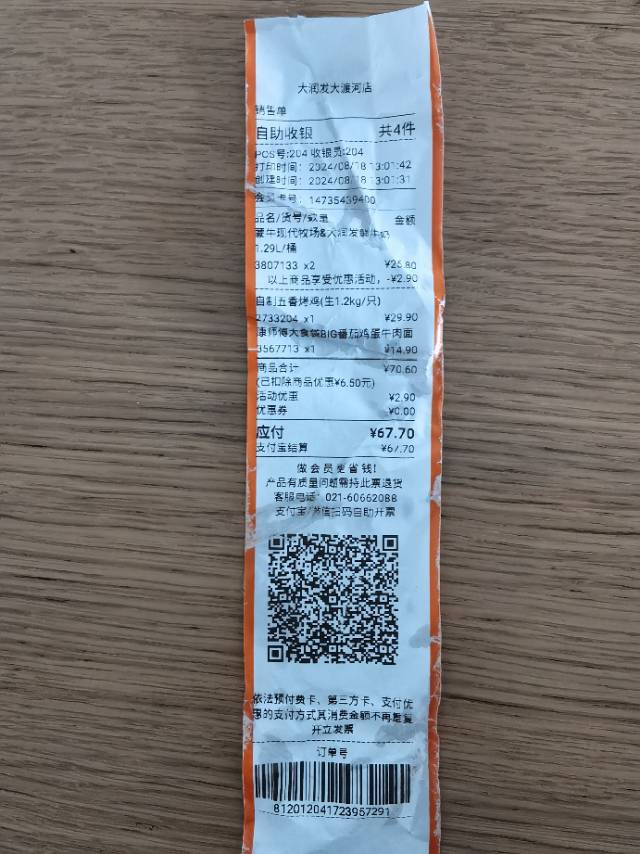 大润发大渡河店
销售单
自助收银 共4件
POS号:204 收银员:204
打印时间: 2024/08/18 13:01:42
创建时间: 2024/08/18 13:01:31
会员卡号: 14735439400
品名/货号/数量 金额
蒙牛现代牧场&大润发鲜牛奶
1.29L/桶
3807133 x2 ¥25.80
以上商品享受优惠活动, -¥2.90
自制五香烤鸡(生1.2kg/只)
2733204 x1 ¥29.90
康师傅大食袋BIG番茄鸡蛋牛肉面
3567713 x1 ¥14.90
商品合计 ¥70.60
(已扣除商品优惠¥6.50元)
活动优惠 ¥2.90
优惠券 ¥0.00
应付 ¥67.70
支付宝结算 ¥67.70
做会员更省钱!
产品有质量问题需持此票退货
客服电话: 021-60662088
支付宝/微信扫码自助开票
依法预付费卡、第三方卡、支付优
惠的支付方式其消费金额不再重复
开立发票
订单号
812012041723957291